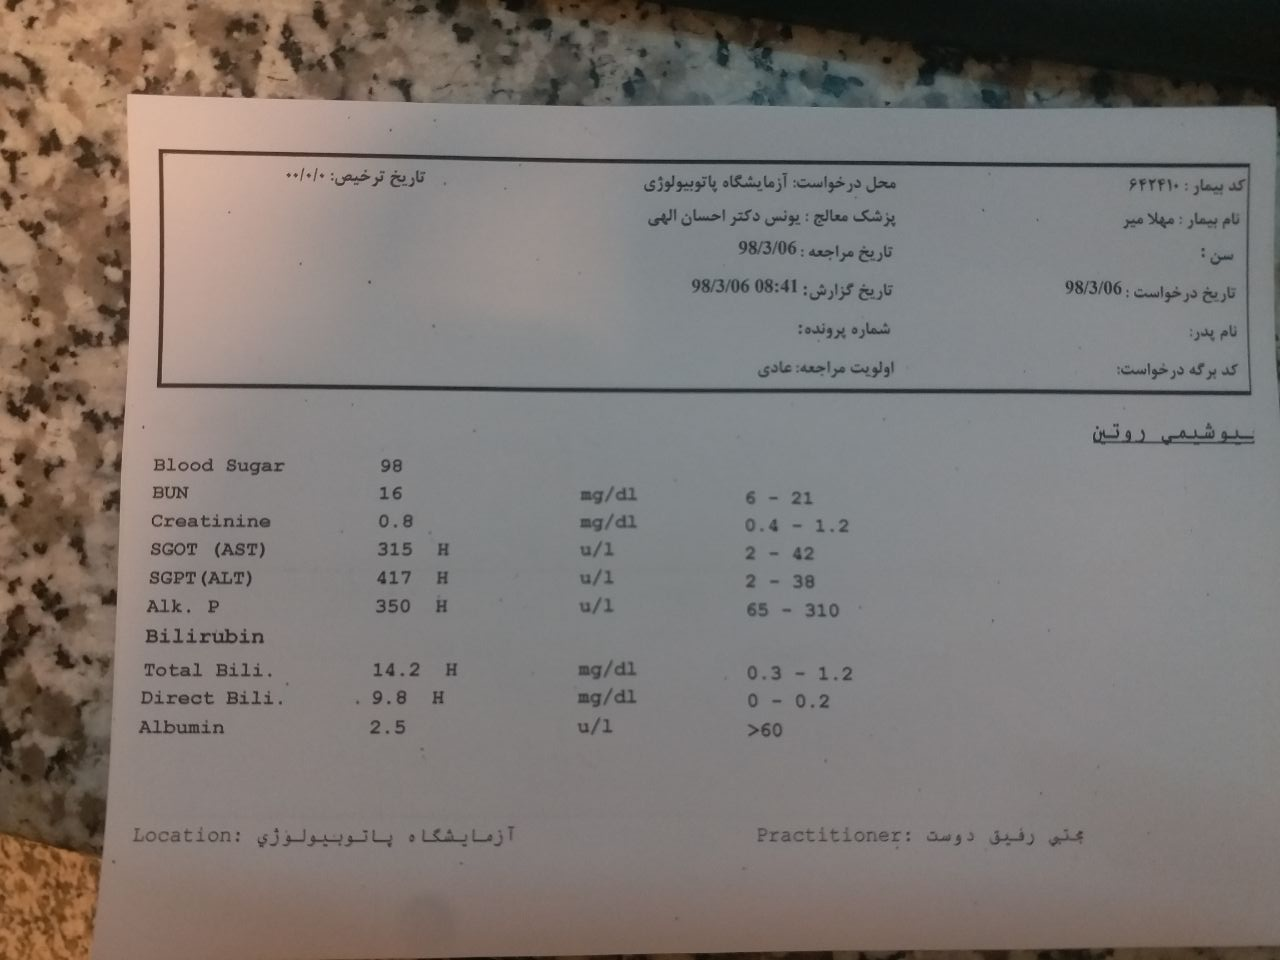 کد بیمار : ۶۴۲۴۱۰ محل درخواست: آزمایشگاه پاتوبیولوژی تاریخ ترخیص: ۰۰/۰/۰
نام بیمار : مهلا میر پزشک معالج : یونس دکتر احسان الهی
سن : تاریخ مراجعه : 98/3/06
تاریخ درخواست : 98/3/06 تاریخ گزارش: 98/3/06 08:41
نام پدر: شماره پرونده:
کد برگه درخواست: اولویت مراجعه: عادی
بیوشیمی روتین
Blood Sugar 98
BUN 16 mg/dl 6 - 21
Creatinine 0.8 mg/dl 0.4 - 1.2
SGOT (AST) 315 H u/l 2 - 42
SGPT(ALT) 417 H u/l 2 - 38
Alk. P 350 H u/l 65 - 310
Bilirubin
Total Bili. 14.2 H mg/dl 0.3 - 1.2
Direct Bili. 9.8 H mg/dl 0 - 0.2
Albumin 2.5 u/l >60
Location: آزمایشگاه پاتوبیولوژی Practitioner: مجتبی رفیق دوست